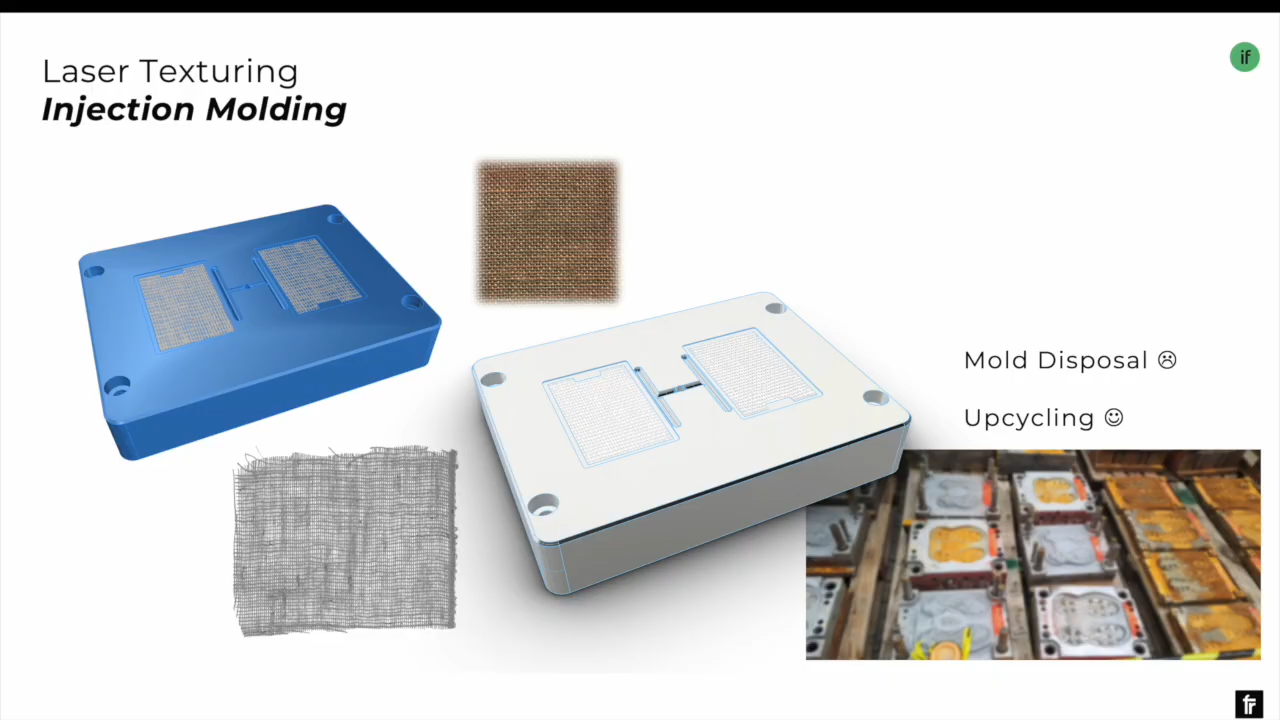 Laser Texturing
Injection Molding
if
Mold Disposal ☹
Upcycling ☺
fr